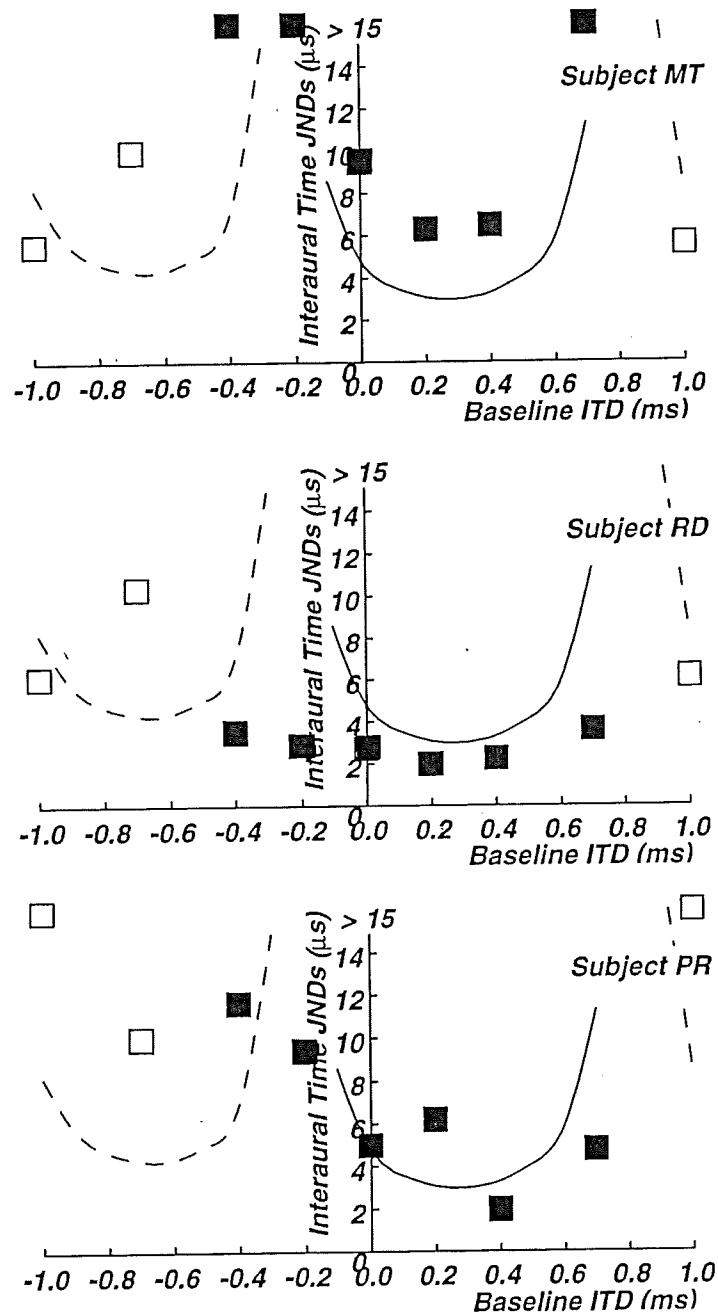 > 15
Subject MT
Interaural Time JNDs (µs)
14
12
10
8
6
4
2
0
-1.0 -0.8 -0.6 -0.4 -0.2 0.0 0.2 0.4 0.6 0.8 1.0
Baseline ITD (ms)
> 15
Subject RD
Interaural Time JNDs (µs)
14
12
10
8
6
4
2
0
-1.0 -0.8 -0.6 -0.4 -0.2 0.0 0.2 0.4 0.6 0.8 1.0
Baseline ITD (ms)
> 15
Subject PR
Interaural Time JNDs (µs)
14
12
10
8
6
4
2
0
-1.0 -0.8 -0.6 -0.4 -0.2 0.0 0.2 0.4 0.6 0.8 1.0
Baseline ITD (ms)